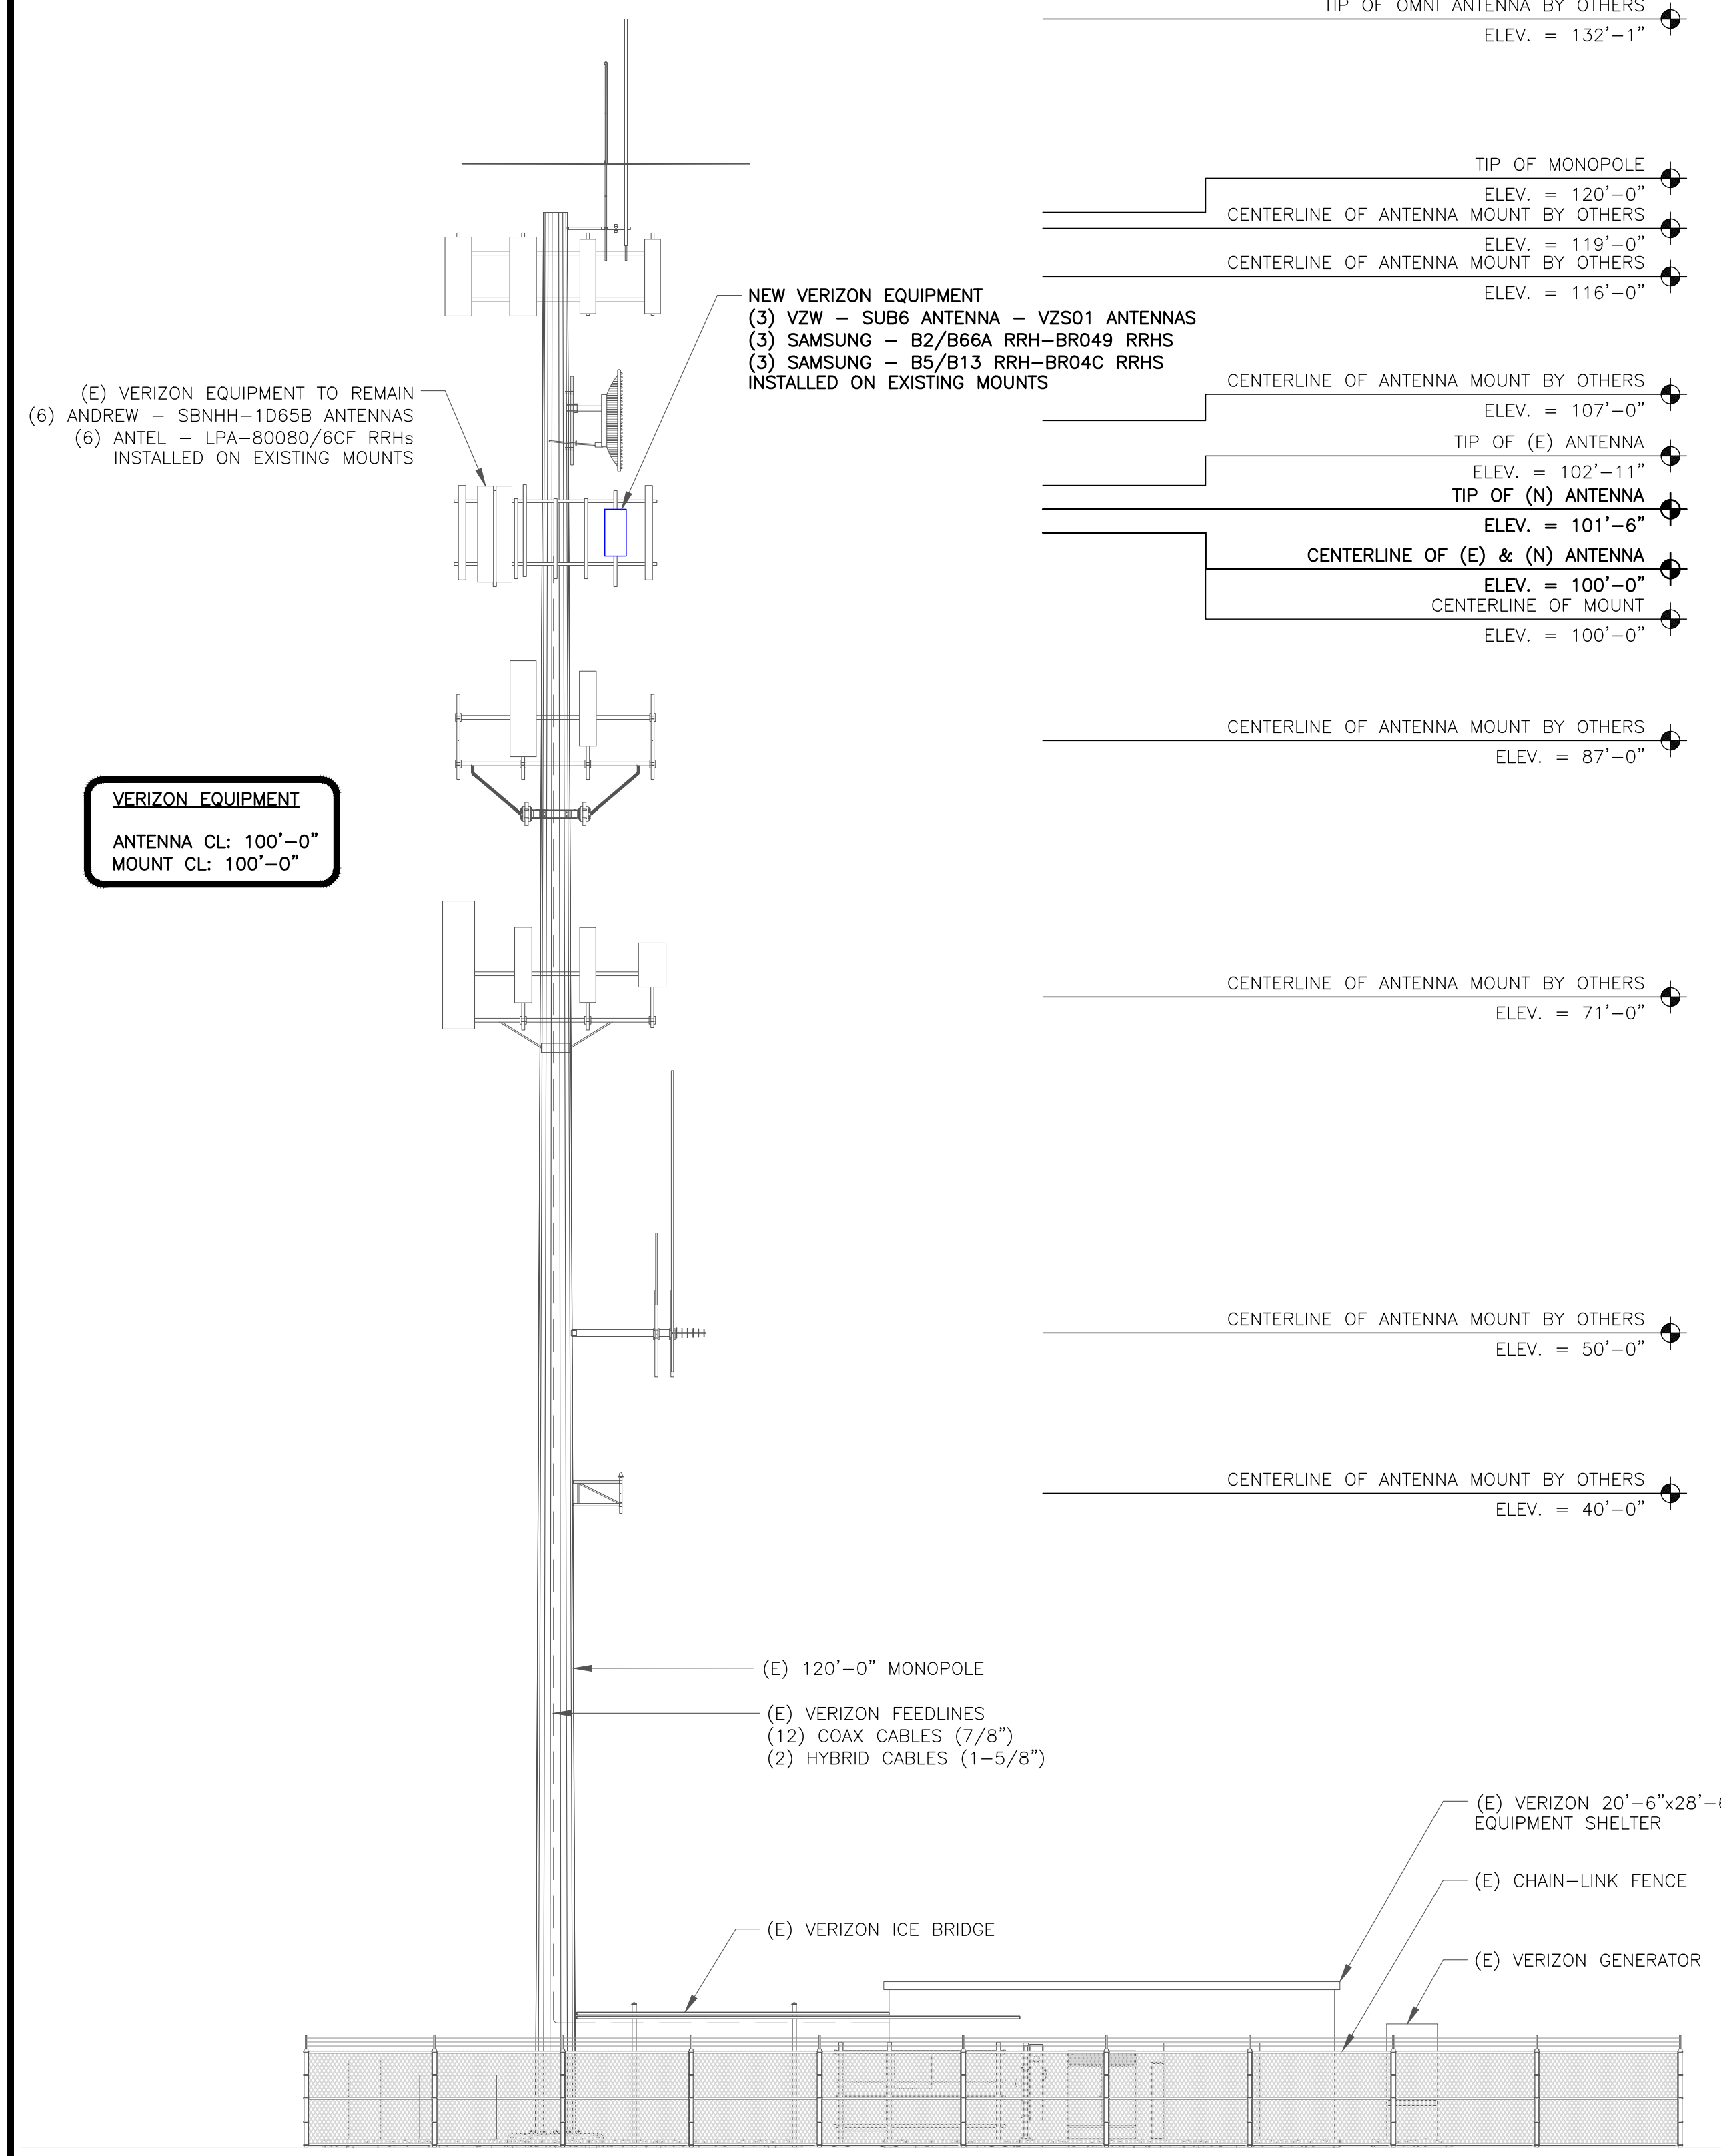 TIP OF OMNI ANTENNA BY OTHERS
ELEV. = 132'-1"
TIP OF MONOPOLE
ELEV. = 120'-0"
CENTERLINE OF ANTENNA MOUNT BY OTHERS
ELEV. = 119'-0"
CENTERLINE OF ANTENNA MOUNT BY OTHERS
ELEV. = 116'-0"
NEW VERIZON EQUIPMENT
(3) VZW - SUB6 ANTENNA - VZS01 ANTENNAS
(3) SAMSUNG - B2/B66A RRH-BR049 RRHS
(3) SAMSUNG - B5/B13 RRH-BR04C RRHS
INSTALLED ON EXISTING MOUNTS
(E) VERIZON EQUIPMENT TO REMAIN
(6) ANDREW - SBNHH-1D65B ANTENNAS
(6) ANTEL - LPA-80080/6CF RRHs
INSTALLED ON EXISTING MOUNTS
CENTERLINE OF ANTENNA MOUNT BY OTHERS
ELEV. = 107'-0"
TIP OF (E) ANTENNA
ELEV. = 102'-11"
TIP OF (N) ANTENNA
ELEV. = 101'-6"
CENTERLINE OF (E) & (N) ANTENNA
ELEV. = 100'-0"
CENTERLINE OF MOUNT
ELEV. = 100'-0"
CENTERLINE OF ANTENNA MOUNT BY OTHERS
ELEV. = 87'-0"
VERIZON EQUIPMENT
ANTENNA CL: 100'-0"
MOUNT CL: 100'-0"
CENTERLINE OF ANTENNA MOUNT BY OTHERS
ELEV. = 71'-0"
CENTERLINE OF ANTENNA MOUNT BY OTHERS
ELEV. = 50'-0"
CENTERLINE OF ANTENNA MOUNT BY OTHERS
ELEV. = 40'-0"
(E) 120'-0" MONOPOLE
(E) VERIZON FEEDLINES
(12) COAX CABLES (7/8")
(2) HYBRID CABLES (1-5/8")
(E) VERIZON 20'-6"x28'-6
EQUIPMENT SHELTER
(E) CHAIN-LINK FENCE
(E) VERIZON ICE BRIDGE
(E) VERIZON GENERATOR